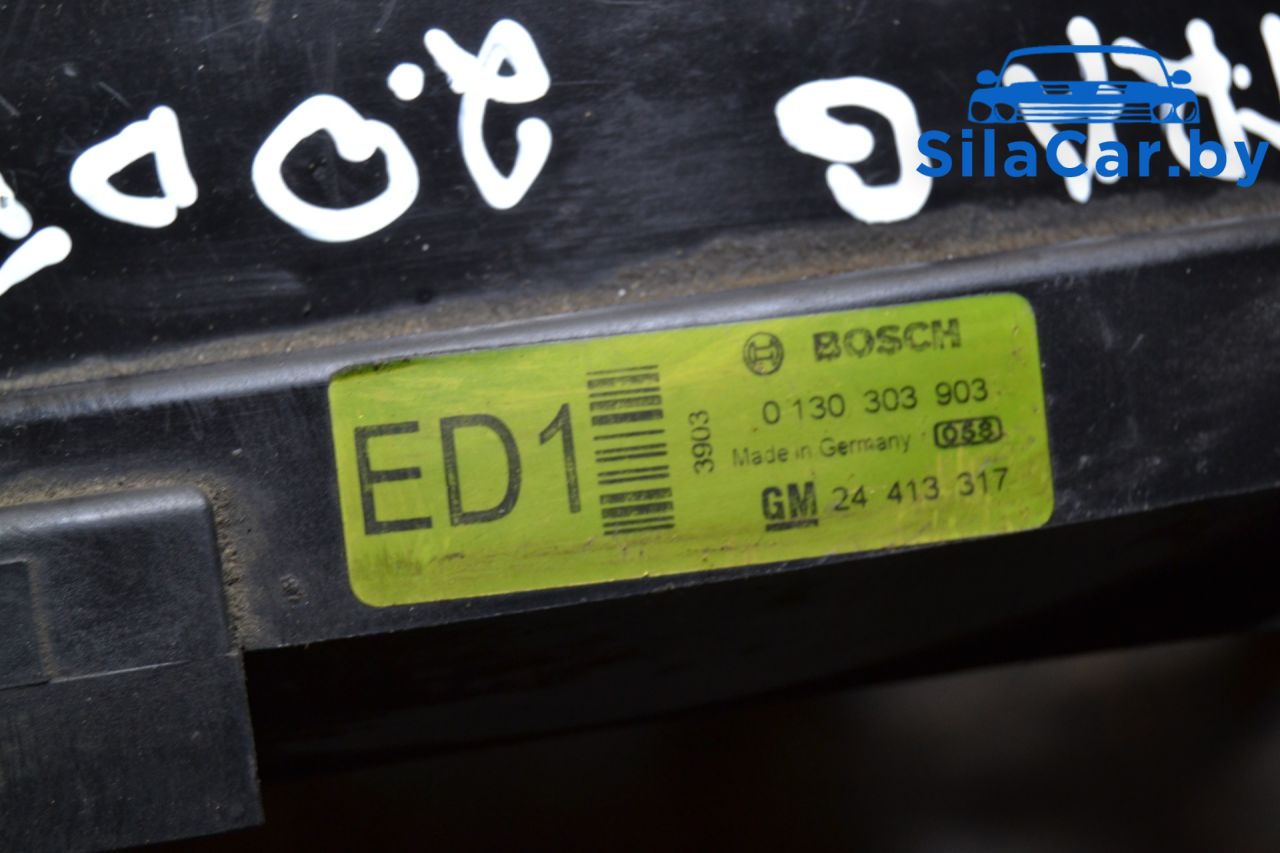 SilaCar.by
ED1
3903
BOSCH
0 130 303 903
Made in Germany 058
GM 24 413 317